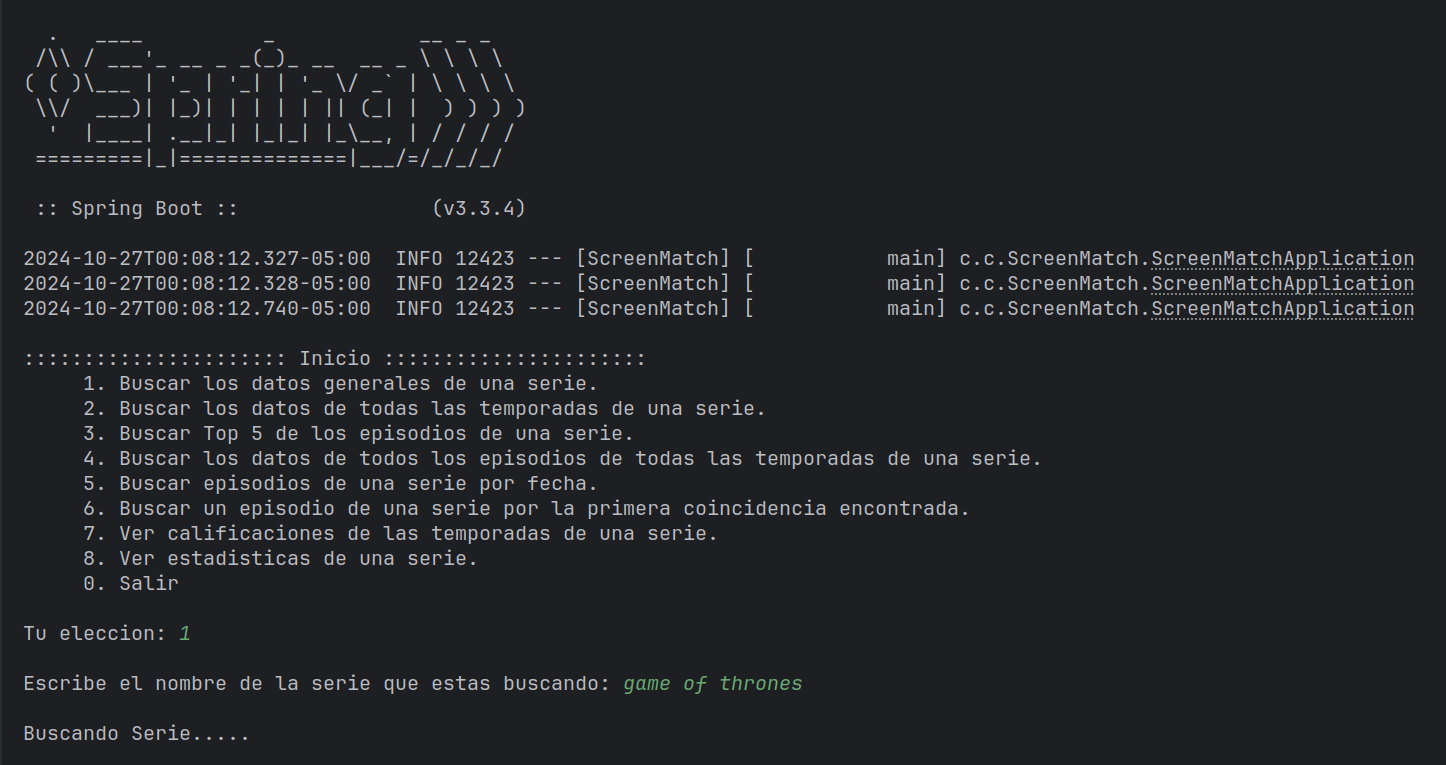 .   ____          _            __ _ _
 /\\ / ___'_ __ _ _(_)_ __  __ _ \ \ \ \
( ( )\___ | '_ | '_| | '_ \/ _` | \ \ \ \
 \\/  ___)| |_)| | | | | || (_| |  ) ) ) )
  '  |____| .__|_| |_|_| |_\__, | / / / /
 =========|_|==============|___/=/_/_/_/

 :: Spring Boot ::                (v3.3.4)

2024-10-27T00:08:12.327-05:00  INFO 12423 --- [ScreenMatch] [           main] c.c.ScreenMatch.ScreenMatchApplication
2024-10-27T00:08:12.328-05:00  INFO 12423 --- [ScreenMatch] [           main] c.c.ScreenMatch.ScreenMatchApplication
2024-10-27T00:08:12.740-05:00  INFO 12423 --- [ScreenMatch] [           main] c.c.ScreenMatch.ScreenMatchApplication

:::::::::::::::::::::: Inicio ::::::::::::::::::::::
     1. Buscar los datos generales de una serie.
     2. Buscar los datos de todas las temporadas de una serie.
     3. Buscar Top 5 de los episodios de una serie.
     4. Buscar los datos de todos los episodios de todas las temporadas de una serie.
     5. Buscar episodios de una serie por fecha.
     6. Buscar un episodio de una serie por la primera coincidencia encontrada.
     7. Ver calificaciones de las temporadas de una serie.
     8. Ver estadisticas de una serie.
     0. Salir

Tu eleccion: 1

Escribe el nombre de la serie que estas buscando: game of thrones

Buscando Serie.....